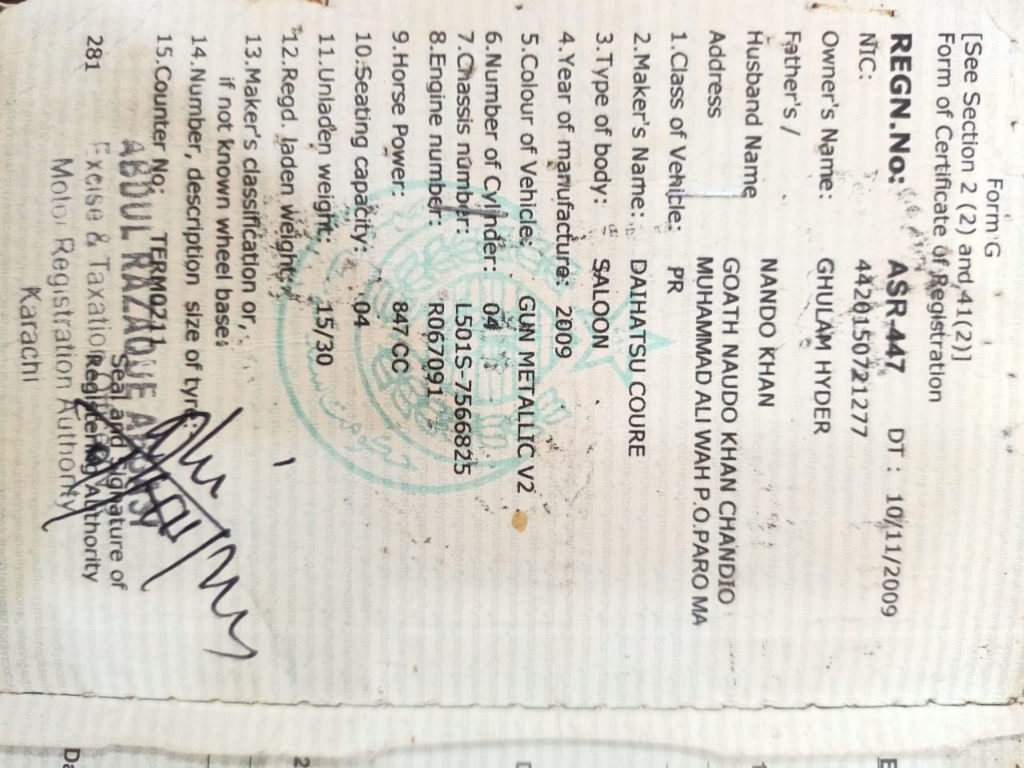 Form'G
[See Section 2 (2) and 41(2)]
Form of Certificate of Registration
REGN.No: ASR-447 DT : 10/11/2009
NIC: 4420150721277
Owner's Name: GHULAM HYDER
Father's /
Husband Name NANDO KHAN
Address GOATH NAUDO KHAN CHANDIO
MUHAMMAD ALI WAH P.O.PARO MA
1.Class of Vehible: PR
2.Maker's Name: DAIHATSU COURE
3.Type of body: SALOON
4.Year of manufacture: 2009
5.Colour of Vehicle: GUN METALLIC V2
6.Number of Cylinder: 04
7.Chassis number: L501S-7566825
8.Engine number: R067091
9.Horse Power: 847 CC
10.Seating capacity: 04
11.Unladen weight: 15/30
12.Regd. laden weight:
13.Maker's classification or,
if not known wheel base:
14.Number, description size of tyre:
15.Counter No: TERM0211
ABDUL RAZAQUE
Seal and Signature of
281 Excise & Taxation
Registering Authority
Motor Registration Authority
Karachi
حکومت سندھ